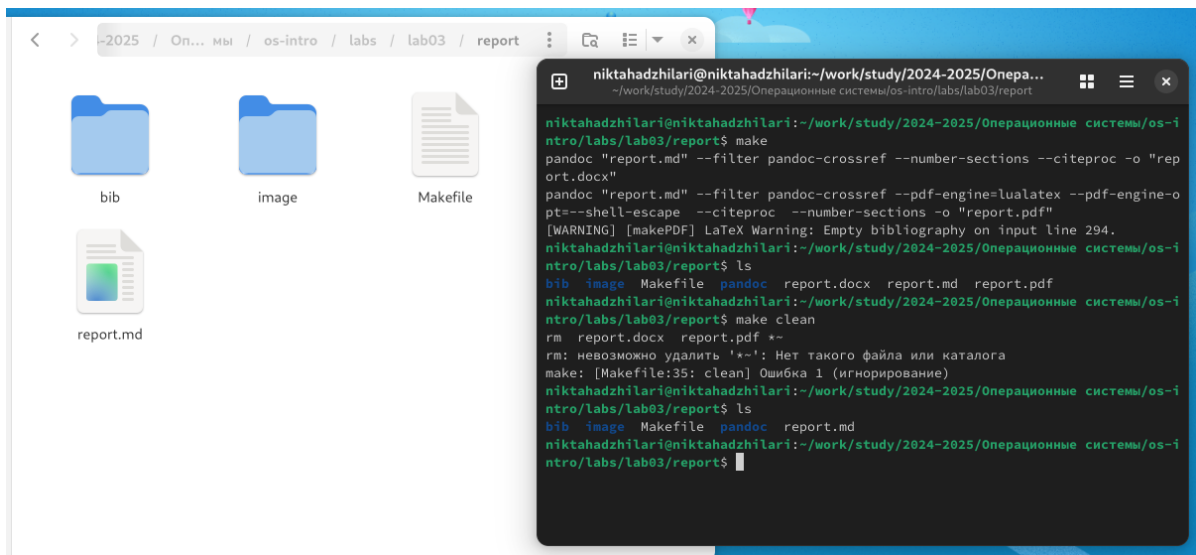 -2025 / Оп... мы / os-intro / labs / lab03 / report
bib
image
Makefile
report.md
niktahadzhilari@niktahadzhilari:~/work/study/2024-2025/Опера...
~/work/study/2024-2025/Операционные системы/os-intro/labs/lab03/report
niktahadzhilari@niktahadzhilari:~/work/study/2024-2025/Операционные системы/os-i
ntro/labs/lab03/report$ make
pandoc "report.md" --filter pandoc-crossref --number-sections --citeproc -o "rep
ort.docx"
pandoc "report.md" --filter pandoc-crossref --pdf-engine=lualatex --pdf-engine-o
pt=--shell-escape  --citeproc  --number-sections -o "report.pdf"
[WARNING] [makePDF] LaTeX Warning: Empty bibliography on input line 294.
niktahadzhilari@niktahadzhilari:~/work/study/2024-2025/Операционные системы/os-i
ntro/labs/lab03/report$ ls
bib  image  Makefile  pandoc  report.docx  report.md  report.pdf
niktahadzhilari@niktahadzhilari:~/work/study/2024-2025/Операционные системы/os-i
ntro/labs/lab03/report$ make clean
rm  report.docx  report.pdf *~
rm: невозможно удалить '*~': Нет такого файла или каталога
make: [Makefile:35: clean] Ошибка 1 (игнорирование)
niktahadzhilari@niktahadzhilari:~/work/study/2024-2025/Операционные системы/os-i
ntro/labs/lab03/report$ ls
bib  image  Makefile  pandoc  report.md
niktahadzhilari@niktahadzhilari:~/work/study/2024-2025/Операционные системы/os-i
ntro/labs/lab03/report$